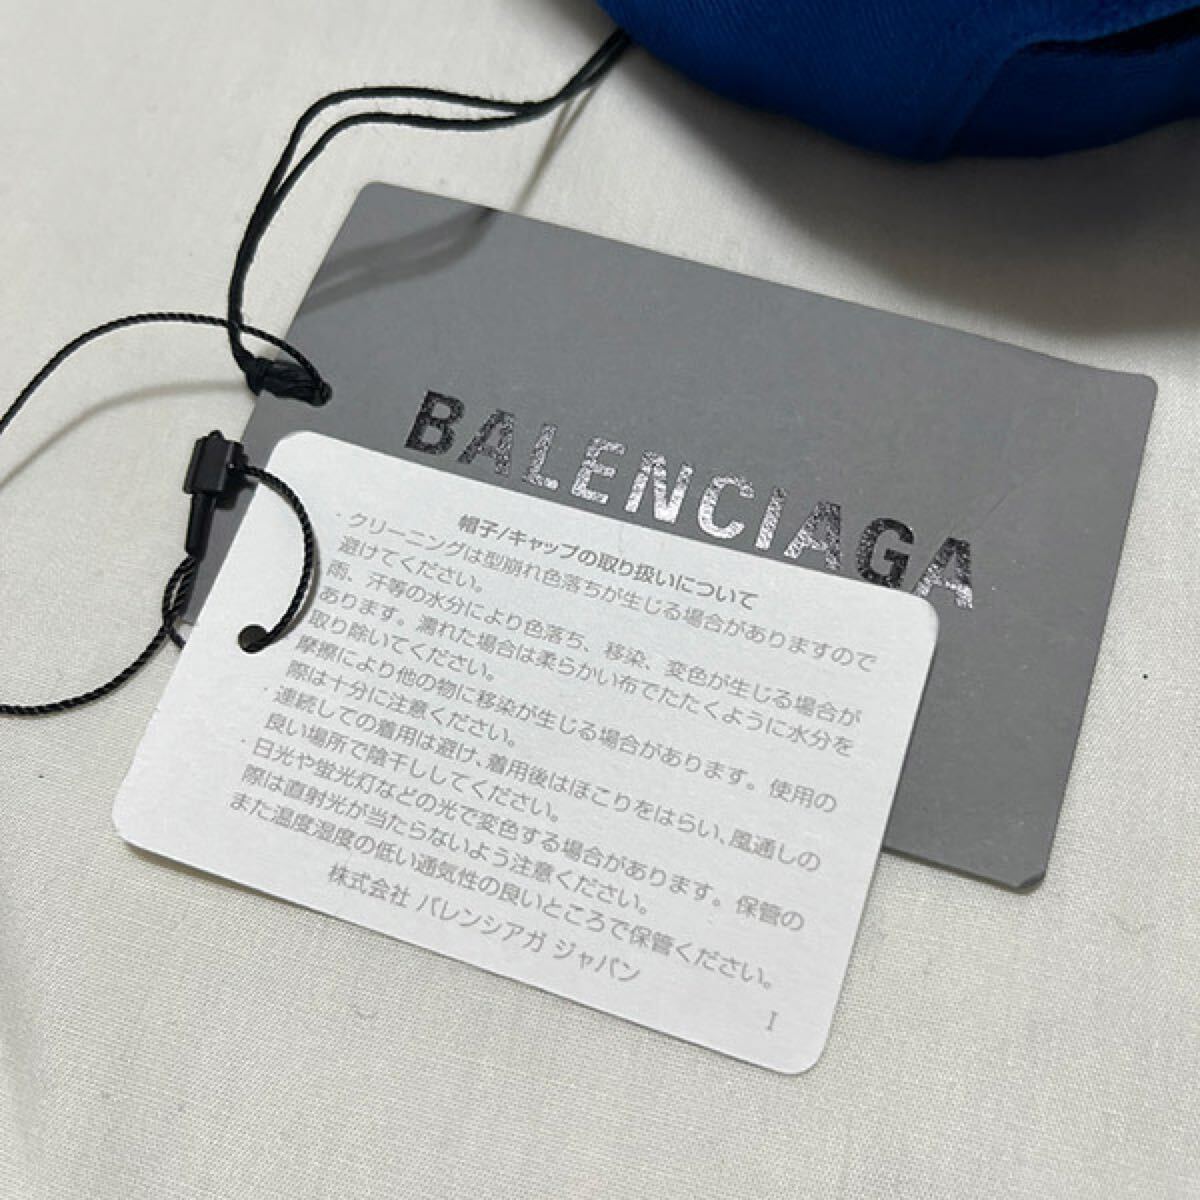 BALENCIAGA
帽子/キャップの取り扱いについて
・クリーニングは型崩れ色落ちが生じる場合がありますので
避けてください。
雨、汗等の水分により色落ち、移染、変色が生じる場合が
あります。濡れた場合は柔らかい布でたたくように水分を
取り除いてください。
摩擦により他の物に移染が生じる場合があります。使用の
際は十分に注意ください。
・連続しての着用は避け、着用後はほこりをはらい、風通しの
良い場所で陰干ししてください。
・日光や蛍光灯などの光で変色する場合があります。保管の
際は直射光が当たらないよう注意ください。
また温度湿度の低い通気性の良いところで保管ください。
株式会社 バレンシアガ ジャパン
I